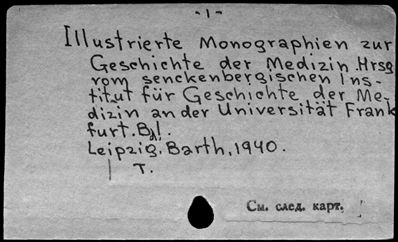 -1-
Illustrierte Monographien zur
Geschichte der Medizin. Hrsg
vom senckenbergischen Ins-
titut für Geschichte der Me-
dizin an der Universität Frank
furt. Bd 1.
Leipzig. Barth, 1940.
T.
См. след. карт.